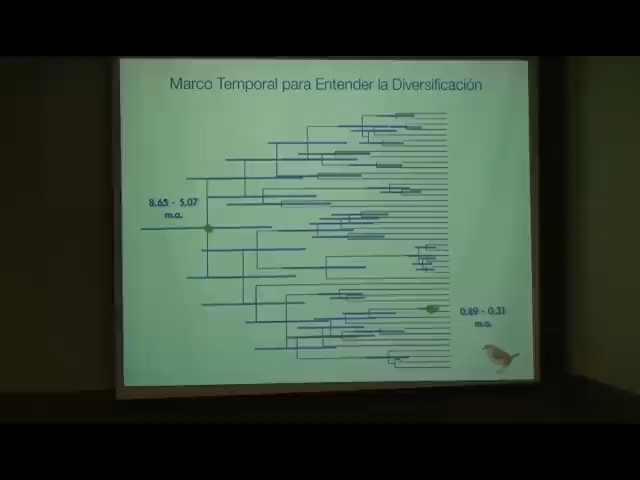 Marco Temporal para Entender la Diversificación
8.65 - 5.07
m.a.
0.89 - 0.31
m.a.